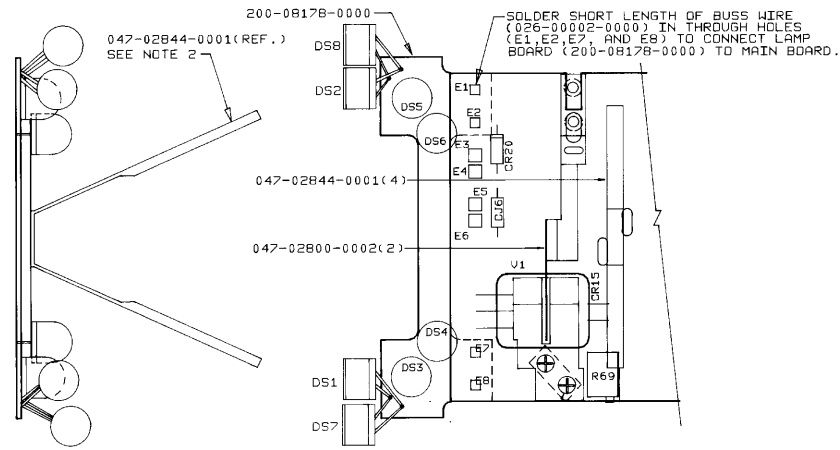 200-08178-0000
SOLDER SHORT LENGTH OF BUSS WIRE
(026-00002-0000) IN THROUGH HOLES
(E1,E2,E7, AND E8) TO CONNECT LAMP
BOARD (200-08178-0000) TO MAIN BOARD.
047-02844-0001(REF.)
SEE NOTE 2
DS8
DS2
E1
DS5
E2
DS6
E3
CR20
E4
047-02844-0001(4)
E5
CJ6
E6
047-02800-0002(2)
V1
CR15
DS4
E7
DS3
R69
DS1
E8
DS7